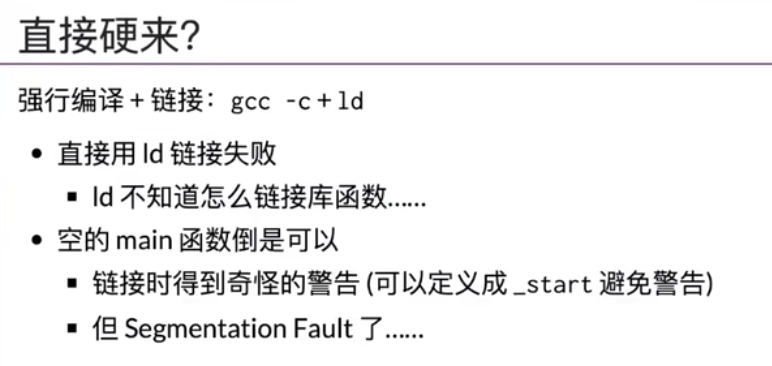 直接硬来？
强行编译 + 链接：gcc -c + ld
• 直接用 ld 链接失败
▪ ld 不知道怎么链接库函数……
• 空的 main 函数倒是可以
▪ 链接时得到奇怪的警告 (可以定义成 _start 避免警告)
▪ 但 Segmentation Fault 了……